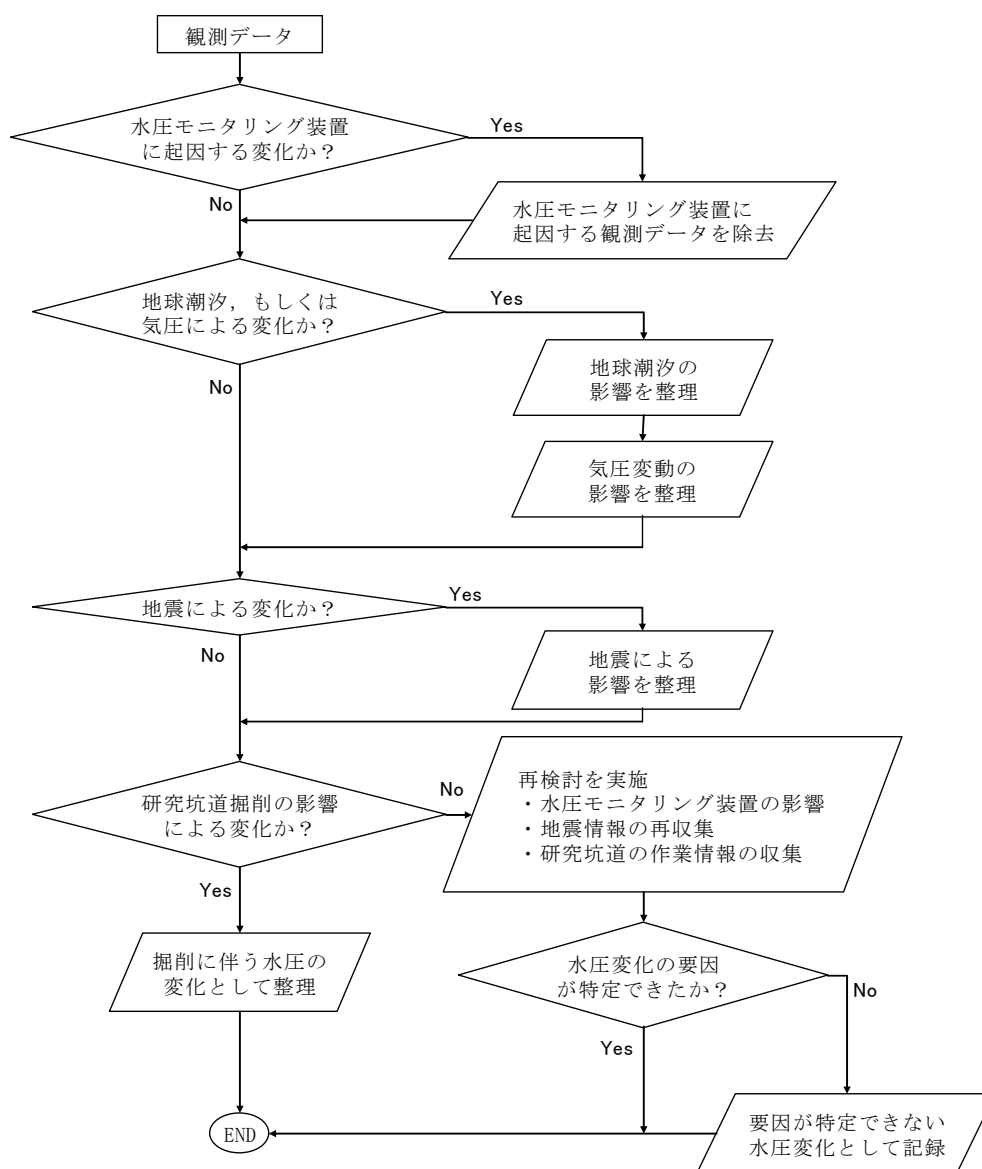 観測データ
水圧モニタリング装置
に起因する変化か？
Yes
No
水圧モニタリング装置に
起因する観測データを除去
地球潮汐，もしくは
気圧による変化か？
Yes
No
地球潮汐の
影響を整理
気圧変動の
影響を整理
地震による変化か？
Yes
No
地震による
影響を整理
研究坑道掘削の影響
による変化か？
No
Yes
再検討を実施
・水圧モニタリング装置の影響
・地震情報の再収集
・研究坑道の作業情報の収集
掘削に伴う水圧の
変化として整理
水圧変化の要因
が特定できたか？
No
Yes
要因が特定できない
水圧変化として記録
END